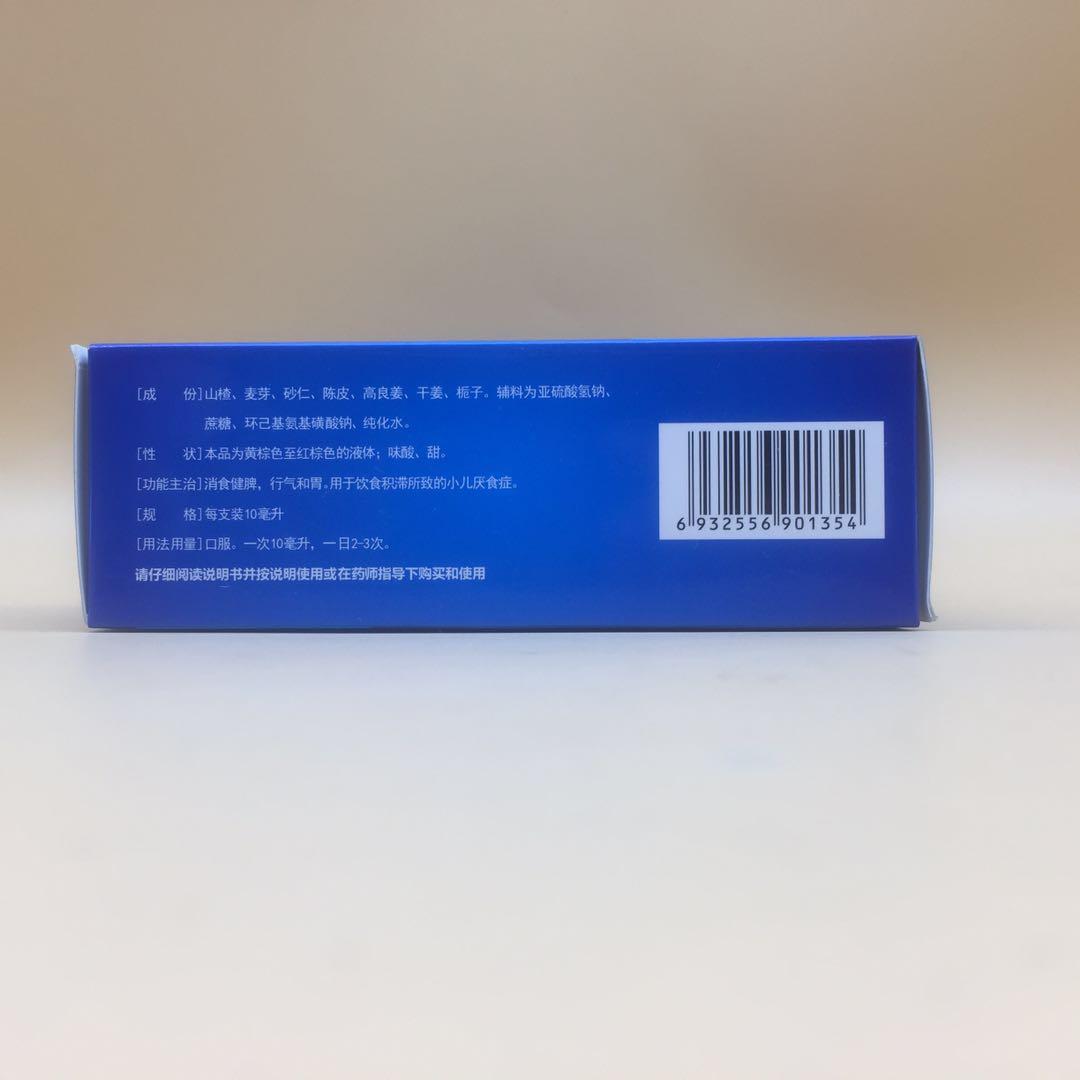 [成　　份]山楂、麦芽、砂仁、陈皮、高良姜、干姜、栀子。辅料为亚硫酸氢钠、
蔗糖、环己基氨基磺酸钠、纯化水。
[性　　状]本品为黄棕色至红棕色的液体；味酸、甜。
[功能主治]消食健脾，行气和胃。用于饮食积滞所致的小儿厌食症。
[规　　格]每支装10毫升
[用法用量]口服。一次10毫升，一日2-3次。
请仔细阅读说明书并按说明使用或在药师指导下购买和使用
6 932556 901354